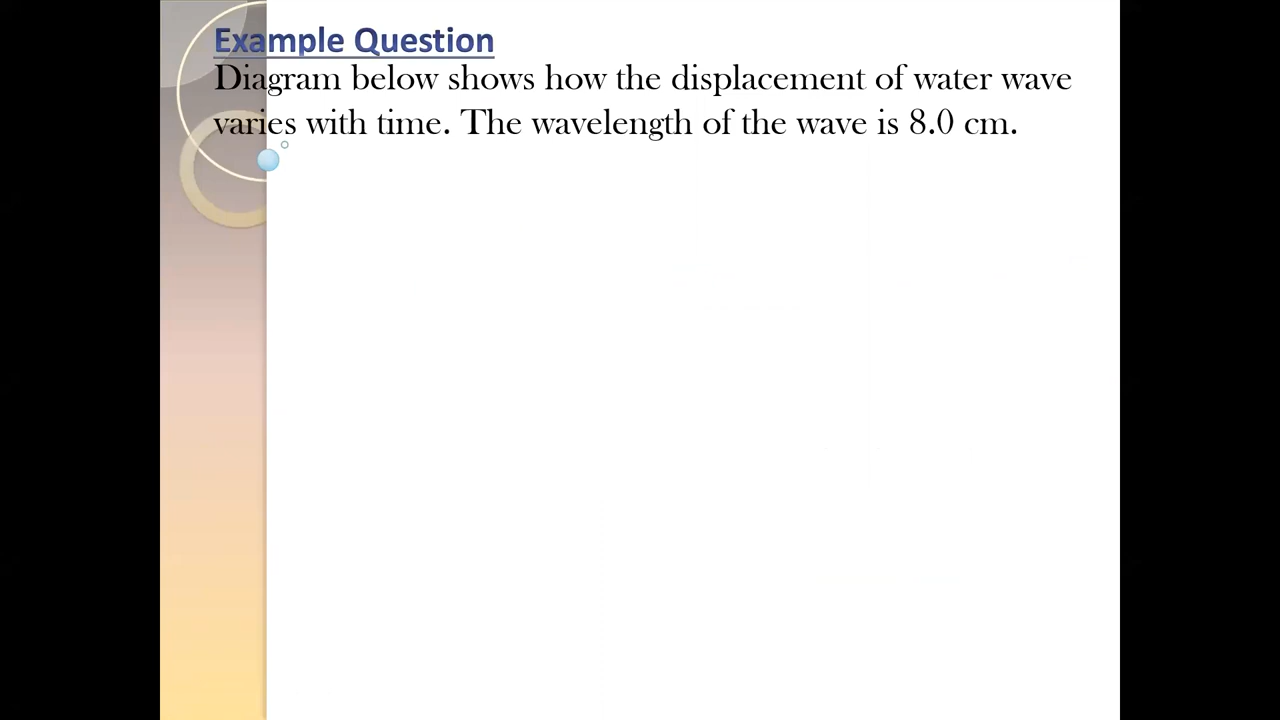 Example Question
Diagram below shows how the displacement of water wave
varies with time. The wavelength of the wave is 8.0 cm.